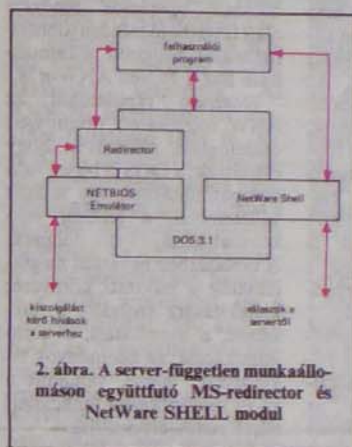 felhasználói
program
Redirector
NETBIOS
Emulátor
NetWare Shell
DOS 3.1
kiszolgálást
kérő hívások
a serverhez
válaszok a
servertől
2. ábra. A server-független munkaállo-
máson együttfutó MS-redirector és
NetWare SHELL modul